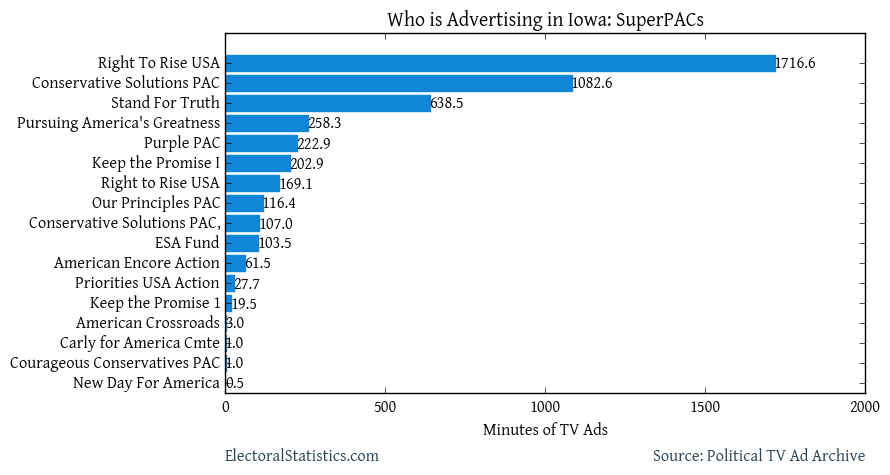 Who is Advertising in Iowa: SuperPACs
Right To Rise USA 1716.6
Conservative Solutions PAC 1082.6
Stand For Truth 638.5
Pursuing America's Greatness 258.3
Purple PAC 222.9
Keep the Promise I 202.9
Right to Rise USA 169.1
Our Principles PAC 116.4
Conservative Solutions PAC, 107.0
ESA Fund 103.5
American Encore Action 61.5
Priorities USA Action 27.7
Keep the Promise 1 19.5
American Crossroads 3.0
Carly for America Cmte 1.0
Courageous Conservatives PAC 1.0
New Day For America 0.5
0 500 1000 1500 2000
Minutes of TV Ads
ElectoralStatistics.com Source: Political TV Ad Archive